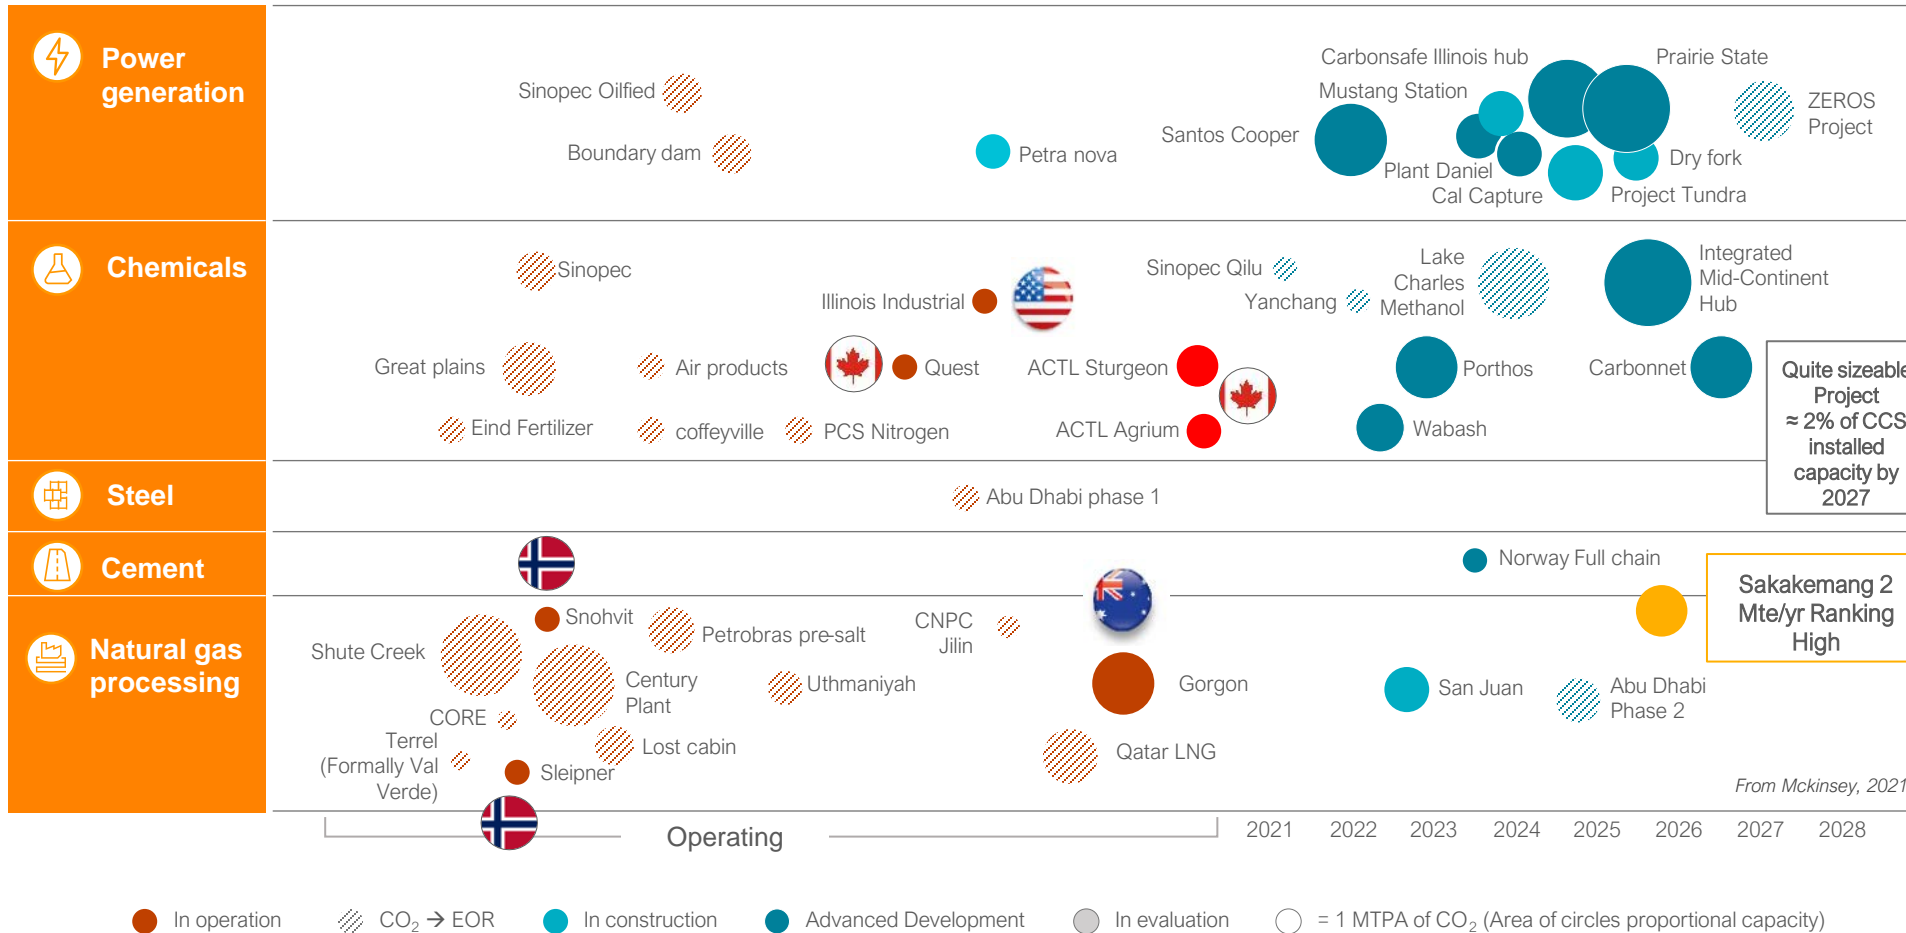 Power
generation
Sinopec Oilfied
Boundary dam
Petra nova
Santos Cooper
Carbonsafe Illinois hub
Mustang Station
Plant Daniel
Cal Capture
Prairie State
Dry fork
Project Tundra
ZEROS
Project
Chemicals
Sinopec
Illinois Industrial
Great plains
Air products
Quest
Eind Fertilizer
coffeyville
PCS Nitrogen
Sinopec Qilu
Yanchang
Lake
Charles
Methanol
Integrated
Mid-Continent
Hub
ACTL Sturgeon
ACTL Agrium
Porthos
Wabash
Carbonnet
Quite sizeable
Project
≈ 2% of CCS
installed
capacity by
2027
Steel
Abu Dhabi phase 1
Cement
Norway Full chain
Sakakemang 2
Mte/yr Ranking
High
Natural gas
processing
Shute Creek
Snohvit
Petrobras pre-salt
CNPC
Jilin
Century
Plant
Uthmaniyah
Gorgon
CORE
Terrel
(Formally Val
Verde)
Lost cabin
Sleipner
Qatar LNG
San Juan
Abu Dhabi
Phase 2
From Mckinsey, 2021
Operating
2021 2022 2023 2024 2025 2026 2027 2028
In operation CO₂ → EOR In construction Advanced Development In evaluation = 1 MTPA of CO₂ (Area of circles proportional capacity)